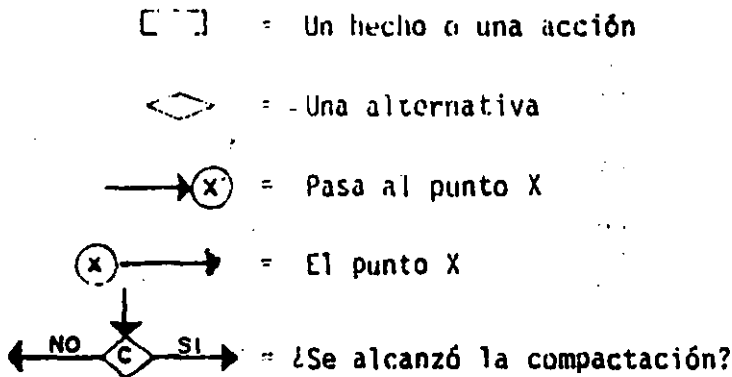 = Un hecho o una acción
= Una alternativa
X = Pasa al punto X
X = El punto X
NO C SI = ¿Se alcanzó la compactación?